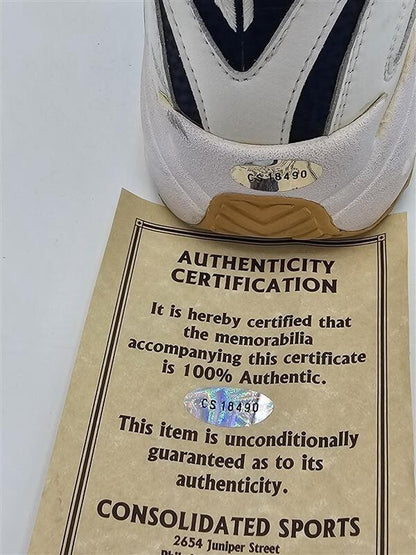 CS18490
AUTHENTICITY
CERTIFICATION
It is hereby certified that
the memorabilia
accompanying this certificate
is 100% Authentic.
CS18490
This item is unconditionally
guaranteed as to its
authenticity.
CONSOLIDATED SPORTS
2654 Juniper Street